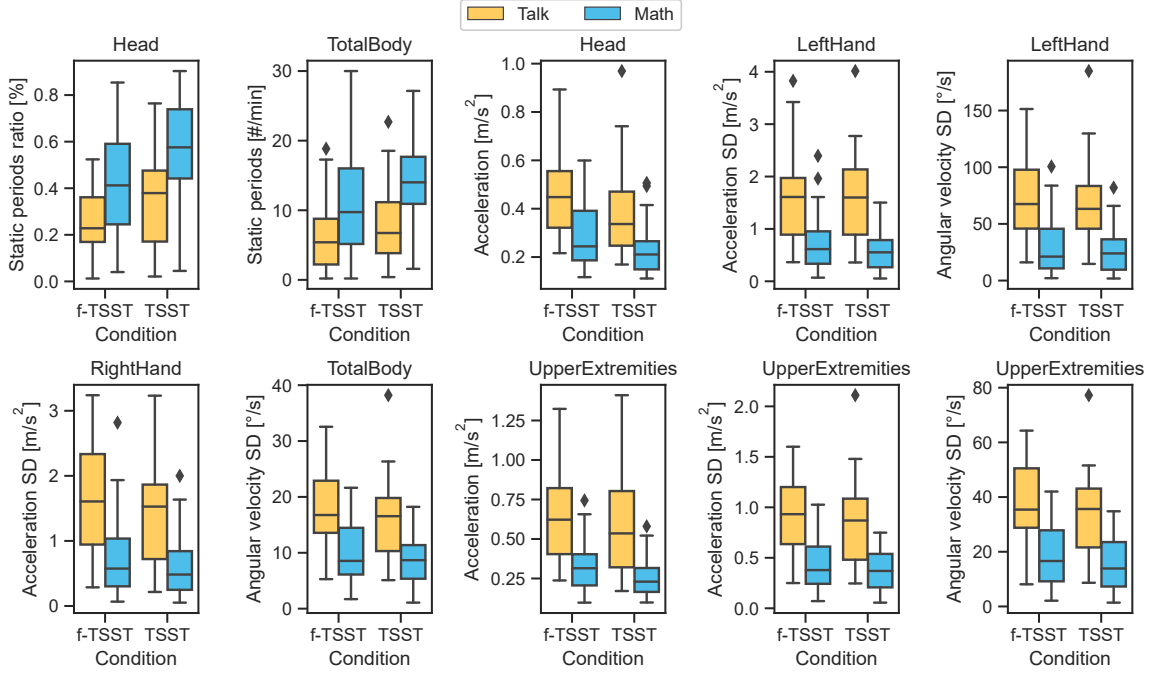 Talk Math
Head
Static periods ratio [%]
0.8
0.6
0.4
0.2
0.0
f-TSST TSST
Condition
TotalBody
Static periods [#/min]
30
20
10
0
f-TSST TSST
Condition
Head
Acceleration [m/s²]
1.0
0.8
0.6
0.4
0.2
f-TSST TSST
Condition
LeftHand
Acceleration SD [m/s²]
4
3
2
1
0
f-TSST TSST
Condition
LeftHand
Angular velocity SD [°/s]
150
100
50
0
f-TSST TSST
Condition
RightHand
Acceleration SD [m/s²]
3
2
1
0
f-TSST TSST
Condition
TotalBody
Angular velocity SD [°/s]
40
30
20
10
0
f-TSST TSST
Condition
UpperExtremities
Acceleration [m/s²]
1.25
1.00
0.75
0.50
0.25
f-TSST TSST
Condition
UpperExtremities
Acceleration SD [m/s²]
2.0
1.5
1.0
0.5
0.0
f-TSST TSST
Condition
UpperExtremities
Angular velocity SD [°/s]
80
60
40
20
0
f-TSST TSST
Condition